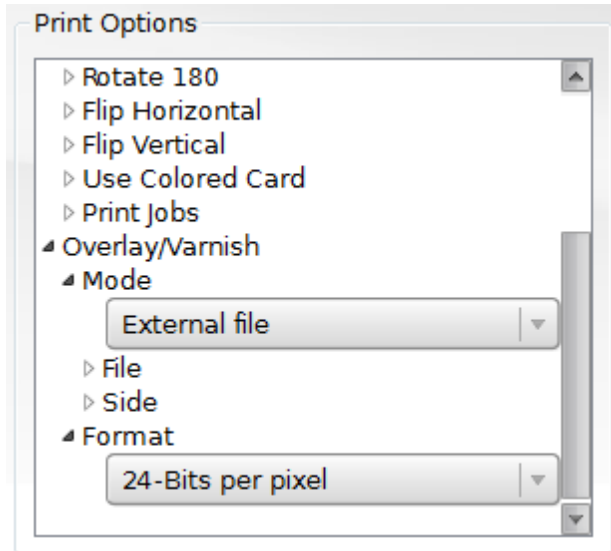 Print Options
Rotate 180
Flip Horizontal
Flip Vertical
Use Colored Card
Print Jobs
Overlay/Varnish
Mode
External file
File
Side
Format
24-Bits per pixel